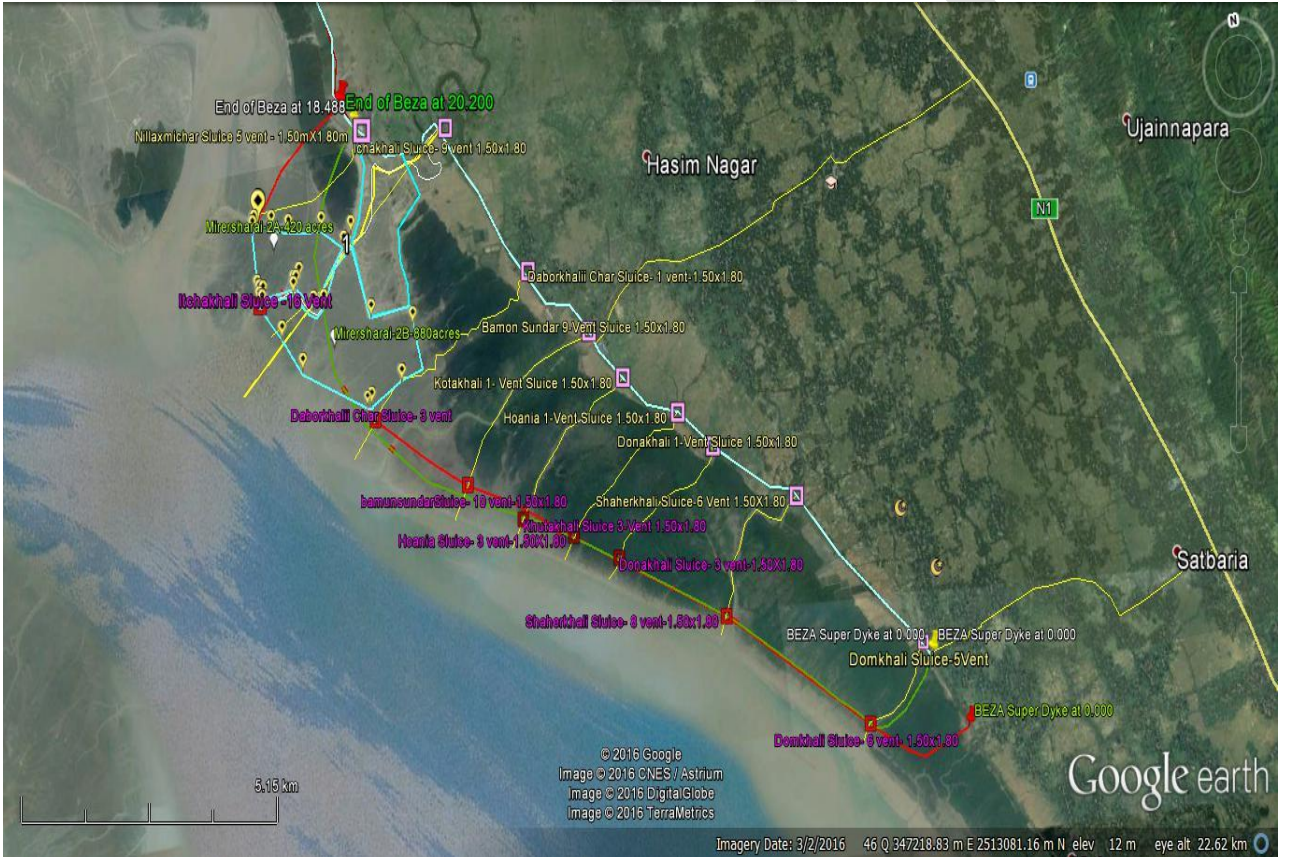 N
End of Beza at 18.488
End of Beza at 20.200
Nillaxmichar Sluice 5 vent - 1.50mX1.80m
Ichakhali Sluice- 9 vent 1.50x1.80
Ujainnapara
Hasim Nagar
N1
Mirersharai-2A-420 acres
1
Daborkhalii Char Sluice- 1 vent-1.50x1.80
Itchakhali Sluice -16 Vent
Bamon Sundar 9-Vent Sluice 1.50x1.80
Mirersharai-2B-880acres
Kotakhali 1- Vent Sluice 1.50x1.80
Daborkhalii Char Sluice- 3 vent
Hoania 1-Vent Sluice 1.50x1.80
Donakhali 1-Vent Sluice 1.50x1.80
bamunsundarSluice- 10 vent-1.50x1.80
Shaherkhali Sluice-6 Vent 1.50X1.80
Khutakhali Sluice 3-Vent 1.50x1.80
Hoania Sluice- 3 vent-1.50X1.80
Donakhali Sluice- 3 vent-1.50X1.80
Satbaria
Shaherkhali Sluice- 8 vent-1.50x1.80
BEZA Super Dyke at 0.000
BEZA Super Dyke at 0.000
Domkhali Sluice-5Vent
BEZA Super Dyke at 0.000
Domkhali Sluice- 6 vent- 1.50x1.80
© 2016 Google
Image © 2016 CNES / Astrium
Image © 2016 DigitalGlobe
Image © 2016 TerraMetrics
Google earth
5.15 km
Imagery Date: 3/2/2016 46 Q 347218.83 m E 2513081.16 m N elev 12 m eye alt 22.62 km